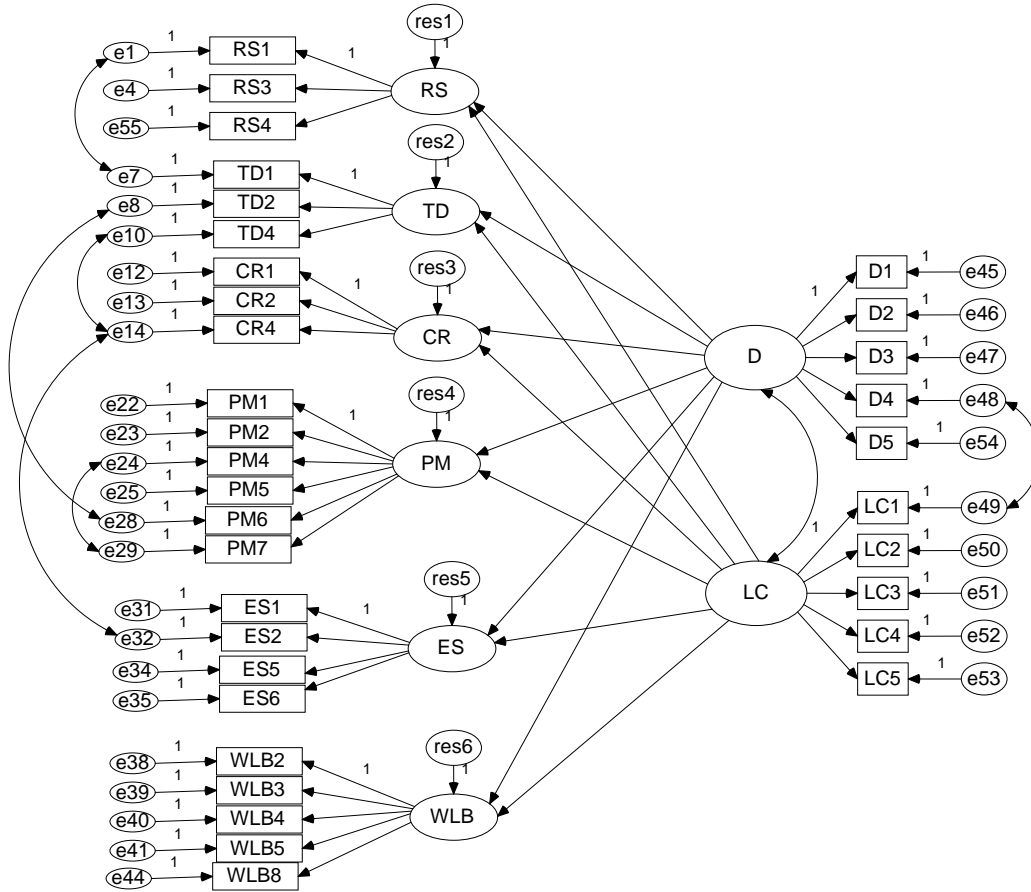 res1
1
1
e1
1
RS1
1
e4
1
RS3
RS
e55
1
RS4
res2
1
e7
1
TD1
1
e8
1
TD2
TD
e10
1
TD4
e12
1
CR1
res3
1
1
e13
1
CR2
e14
1
CR4
CR
D
1
D1
1
e45
D2
1
e46
D3
1
e47
D4
1
e48
D5
1
e54
e22
1
PM1
res4
1
1
e23
1
PM2
e24
1
PM4
PM
e25
1
PM5
e28
1
PM6
e29
1
PM7
LC
1
LC1
1
e49
LC2
1
e50
LC3
1
e51
LC4
1
e52
LC5
1
e53
e31
1
ES1
res5
1
1
e32
1
ES2
ES
e34
1
ES5
e35
1
ES6
e38
1
WLB2
res6
1
1
e39
1
WLB3
e40
1
WLB4
WLB
e41
1
WLB5
e44
1
WLB8